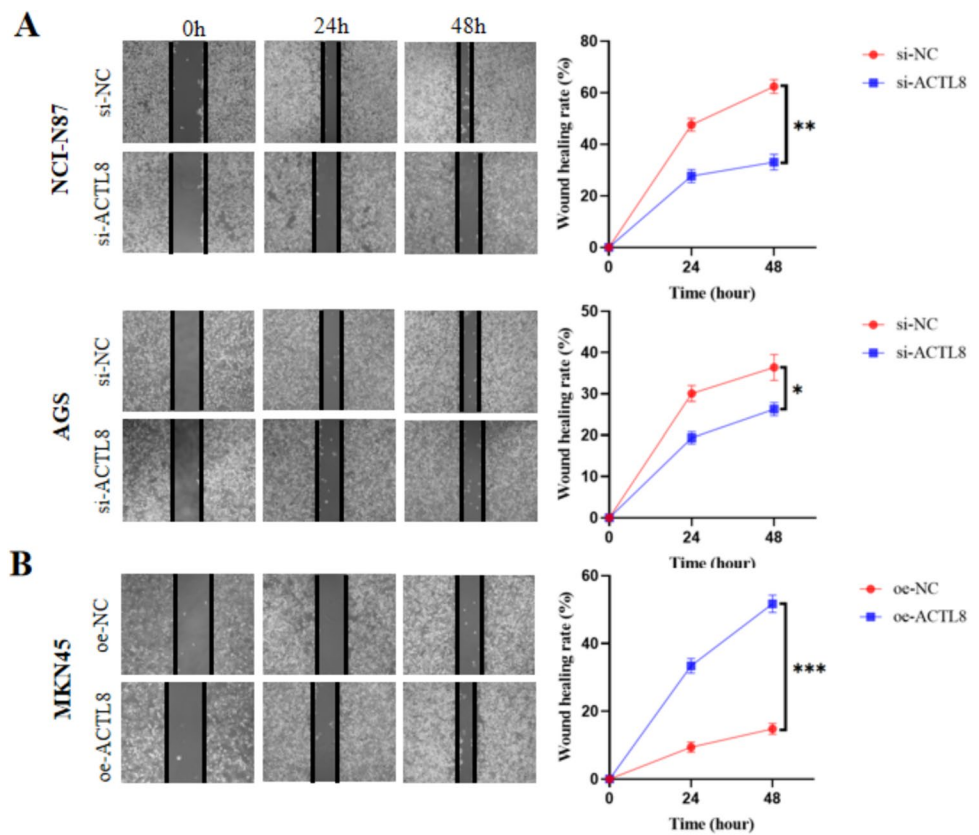 A
0h 24h 48h
NCI-N87
si-NC
si-ACTL8
Wound healing rate (%)
80
60
40
20
0
0 24 48
Time (hour)
si-NC
si-ACTL8
**
AGS
si-NC
si-ACTL8
Wound healing rate (%)
50
40
30
20
10
0
0 24 48
Time (hour)
si-NC
si-ACTL8
*
B
MKN45
oe-NC
oe-ACTL8
Wound healing rate (%)
60
40
20
0
0 24 48
Time (hour)
oe-NC
oe-ACTL8
***